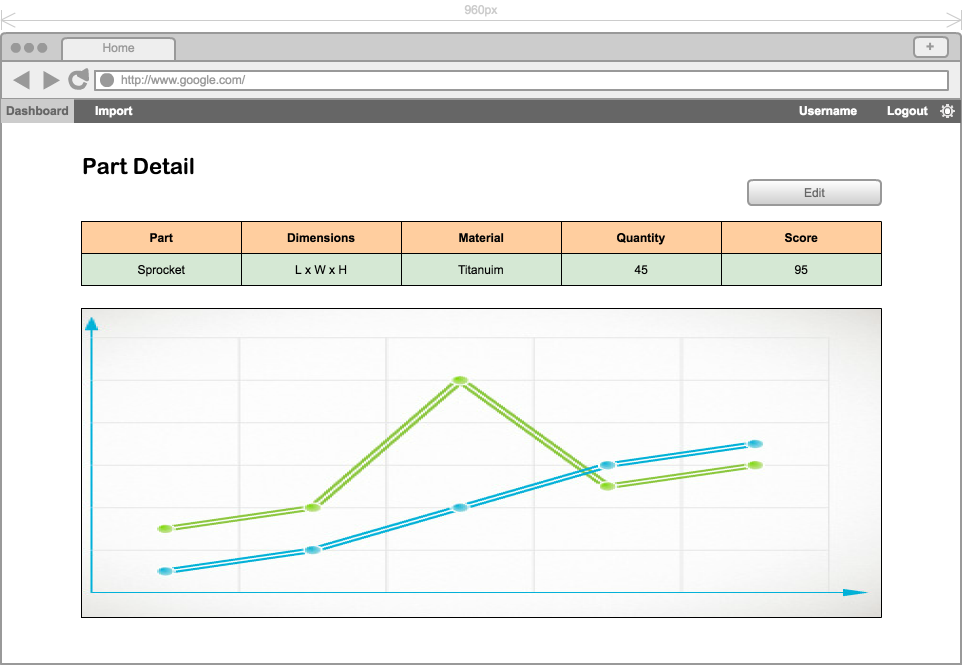 960px
Home
+
http://www.google.com/
Dashboard Import Username Logout
Part Detail
Edit
Part Dimensions Material Quantity Score
Sprocket L x W x H Titanuim 45 95